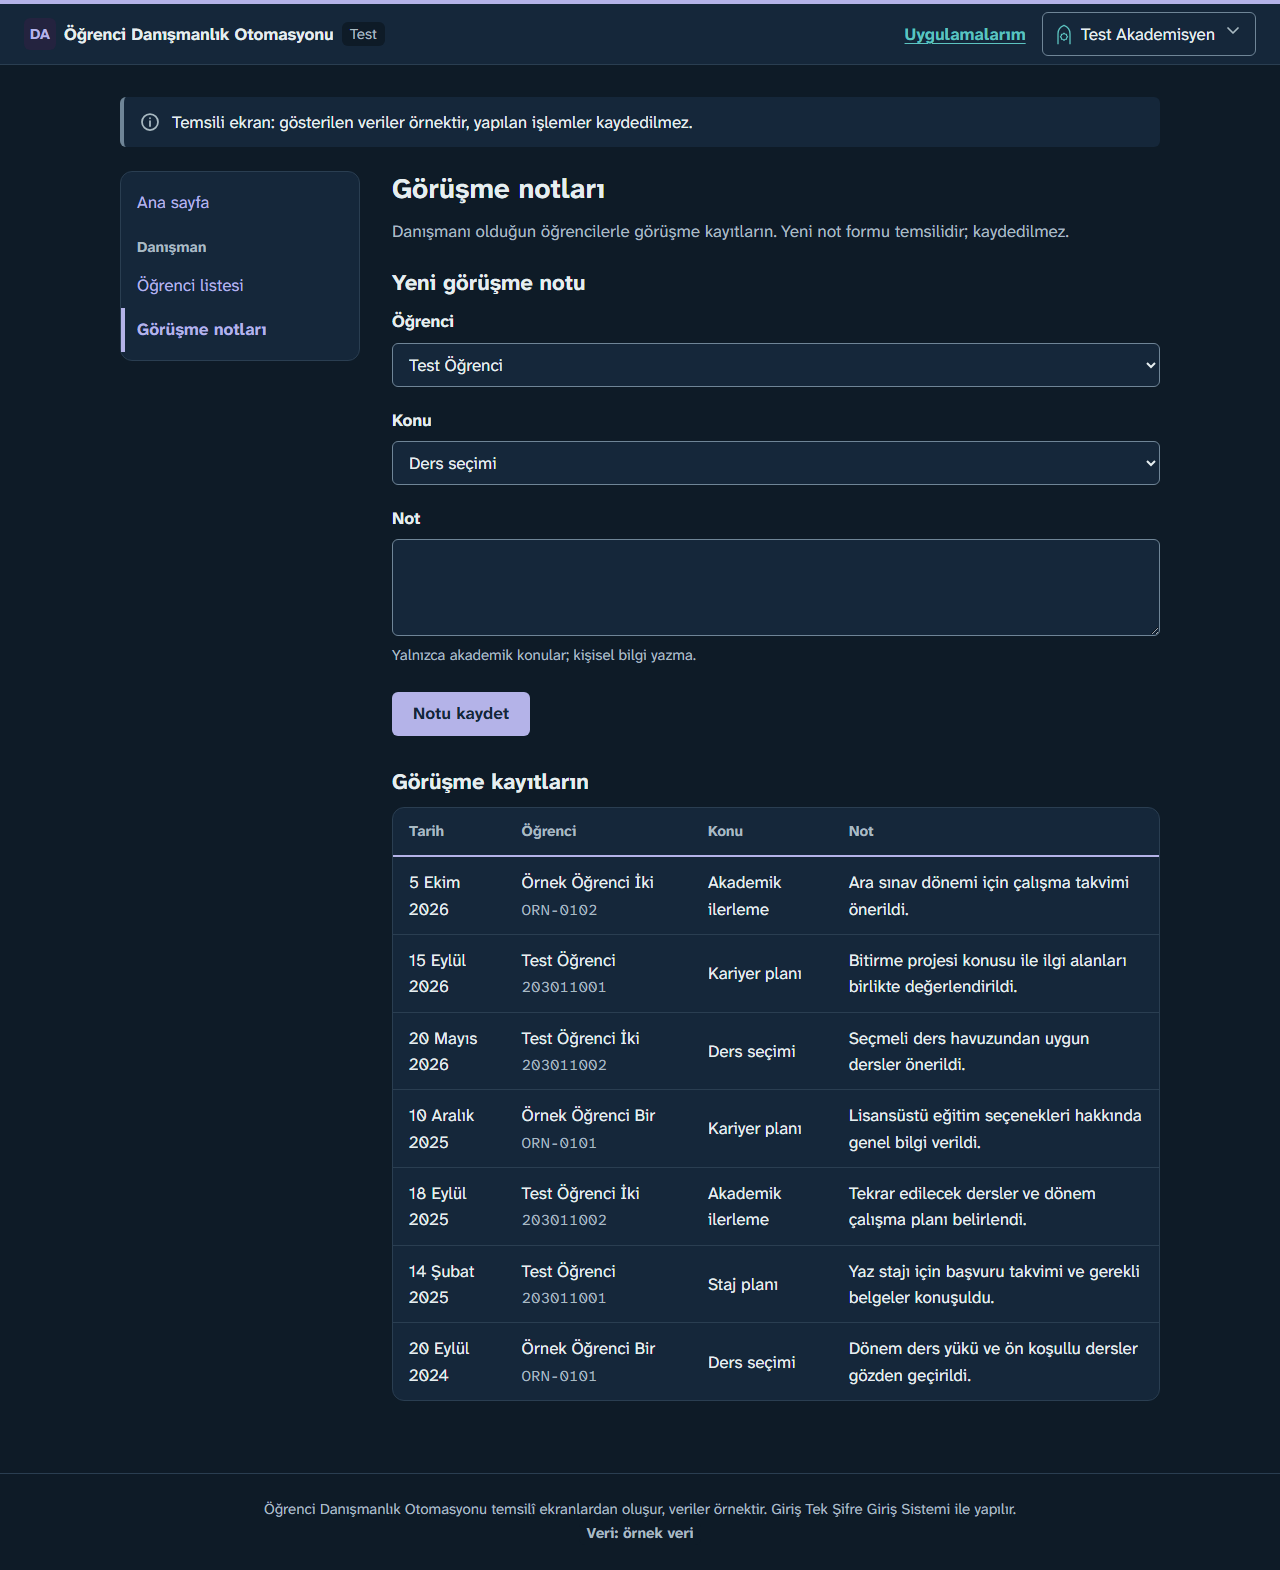 DA Öğrenci Danışmanlık Otomasyonu Test
Uygulamalarım
Test Akademisyen
Temsili ekran: gösterilen veriler örnektir, yapılan işlemler kaydedilmez.
Ana sayfa
Danışman
Öğrenci listesi
Görüşme notları
Görüşme notları
Danışmanı olduğun öğrencilerle görüşme kayıtların. Yeni not formu temsilidir; kaydedilmez.
Yeni görüşme notu
Öğrenci
Test Öğrenci
Konu
Ders seçimi
Not
Yalnızca akademik konular; kişisel bilgi yazma.
Notu kaydet
Görüşme kayıtların
Tarih Öğrenci Konu Not
5 Ekim 2026 Örnek Öğrenci İki ORN-0102 Akademik ilerleme Ara sınav dönemi için çalışma takvimi önerildi.
15 Eylül 2026 Test Öğrenci 203011001 Kariyer planı Bitirme projesi konusu ile ilgi alanları birlikte değerlendirildi.
20 Mayıs 2026 Test Öğrenci İki 203011002 Ders seçimi Seçmeli ders havuzundan uygun dersler önerildi.
10 Aralık 2025 Örnek Öğrenci Bir ORN-0101 Kariyer planı Lisansüstü eğitim seçenekleri hakkında genel bilgi verildi.
18 Eylül 2025 Test Öğrenci İki 203011002 Akademik ilerleme Tekrar edilecek dersler ve dönem çalışma planı belirlendi.
14 Şubat 2025 Test Öğrenci 203011001 Staj planı Yaz stajı için başvuru takvimi ve gerekli belgeler konuşuldu.
20 Eylül 2024 Örnek Öğrenci Bir ORN-0101 Ders seçimi Dönem ders yükü ve ön koşullu dersler gözden geçirildi.
Öğrenci Danışmanlık Otomasyonu temsilî ekranlardan oluşur, veriler örnektir. Giriş Tek Şifre Giriş Sistemi ile yapılır.
Veri: örnek veri